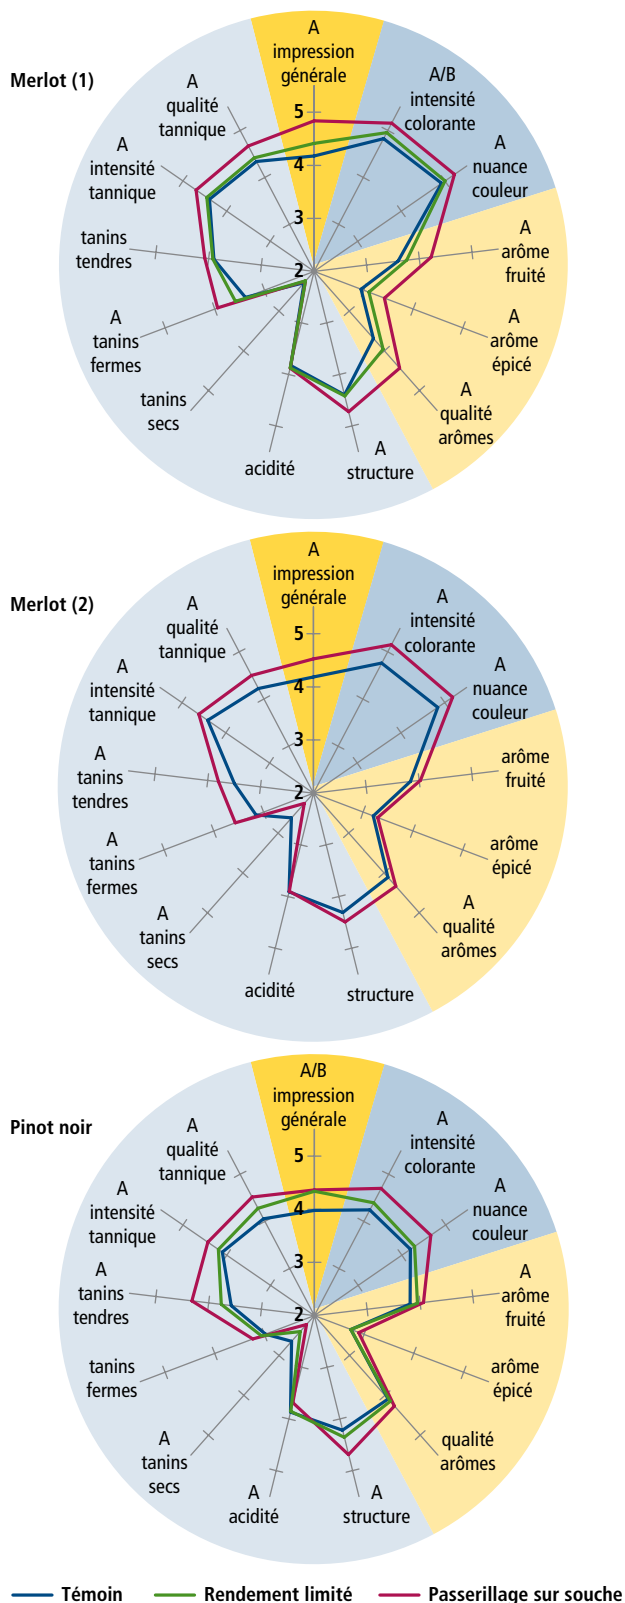 Merlot (1)
A
impression
générale
A/B
intensité
colorante
A
nuance
couleur
A
arôme
fruité
A
arôme
épicé
A
qualité
arômes
A
structure
acidité
tanins
secs
A
tanins
fermes
tanins
tendres
A
intensité
tannique
A
qualité
tannique
5
4
3
2
Merlot (2)
A
impression
générale
A
intensité
colorante
A
nuance
couleur
arôme
fruité
arôme
épicé
A
qualité
arômes
structure
acidité
A
tanins
secs
A
tanins
fermes
A
tanins
tendres
A
intensité
tannique
A
qualité
tannique
5
4
3
2
Pinot noir
A/B
impression
générale
A
intensité
colorante
A
nuance
couleur
A
arôme
fruité
arôme
épicé
qualité
arômes
A
structure
A
acidité
A
tanins
secs
tanins
fermes
A
tanins
tendres
A
intensité
tannique
A
qualité
tannique
5
4
3
2
Témoin Rendement limité Passerillage sur souche